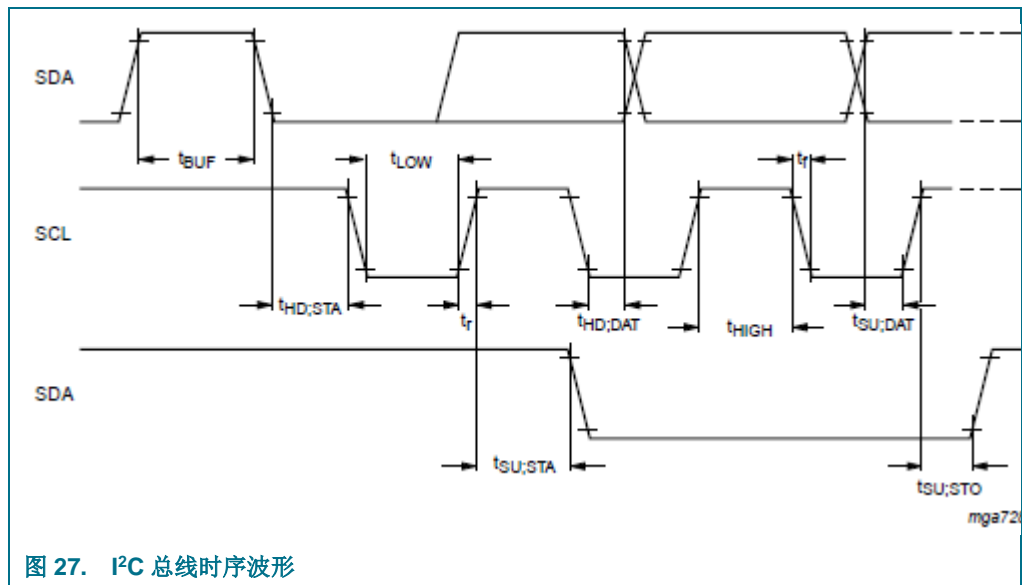 SDA
tBUF
tLOW
tf
SCL
tHD;STA
tr
tHD;DAT
tHIGH
tSU;DAT
SDA
tSU;STA
tSU;STO
图 27. I²C 总线时序波形